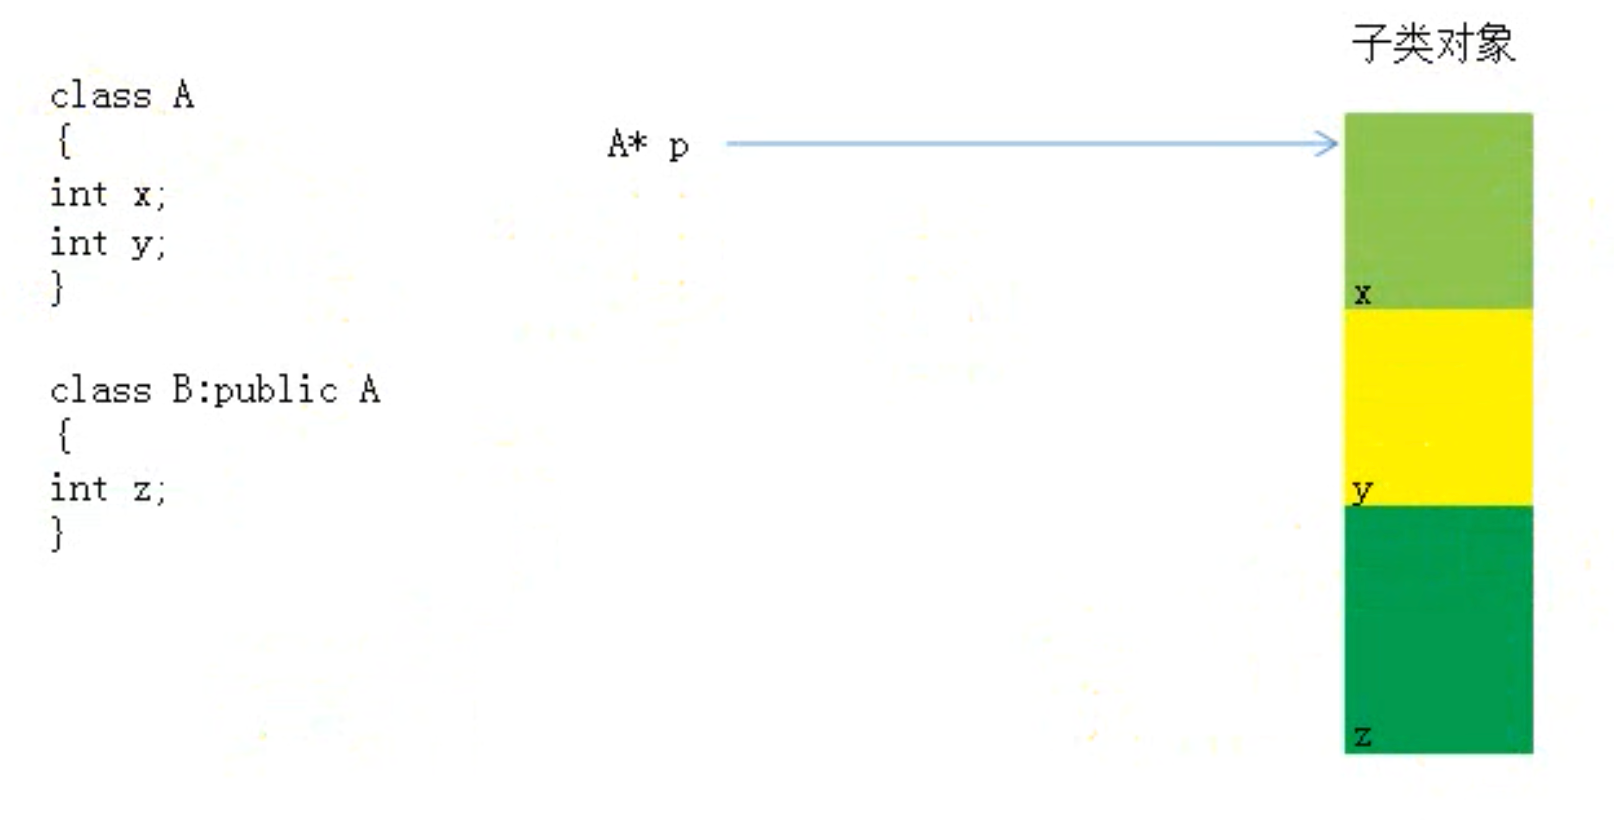 class A
{
int x;
int y;
}
class B:public A
{
int z;
}
A* p
子类对象
x
y
z